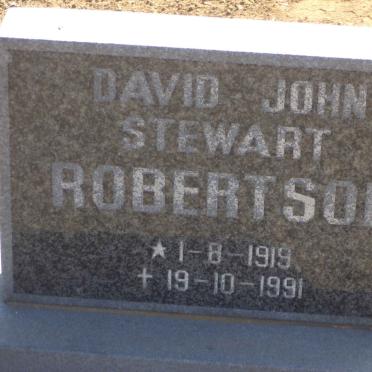 DAVID JOHN
STEWART
ROBERTSO
★ 1-8-1919
✝ 19-10-1991